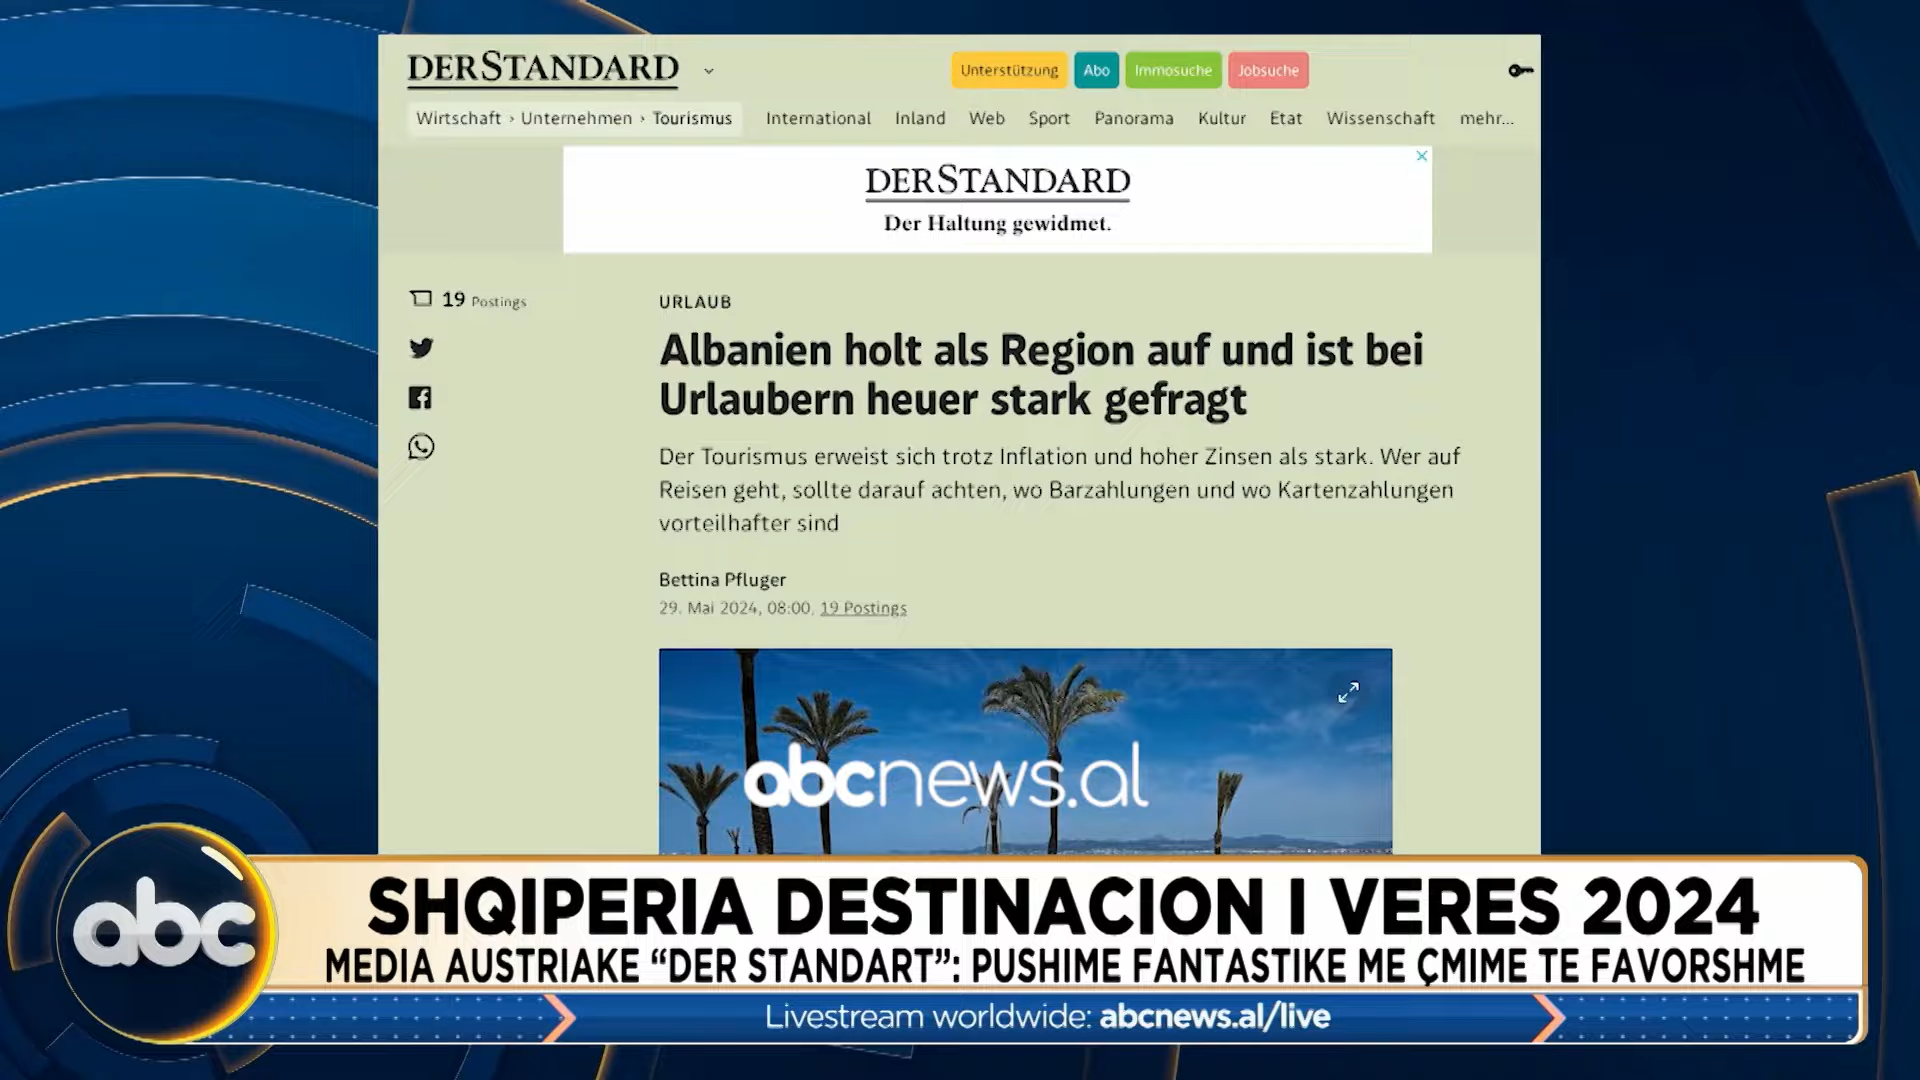 DERSTANDARD
Unterstützung Abo Immosuche Jobsuche
Wirtschaft › Unternehmen › Tourismus International Inland Web Sport Panorama Kultur Etat Wissenschaft mehr...
DERSTANDARD
Der Haltung gewidmet.
19 Postings
URLAUB
Albanien holt als Region auf und ist bei
Urlaubern heuer stark gefragt
Der Tourismus erweist sich trotz Inflation und hoher Zinsen als stark. Wer auf
Reisen geht, sollte darauf achten, wo Barzahlungen und wo Kartenzahlungen
vorteilhafter sind
Bettina Pfluger
29. Mai 2024, 08:00, 19 Postings
abcnews.al
abc
SHQIPERIA DESTINACION I VERES 2024
MEDIA AUSTRIAKE “DER STANDART”: PUSHIME FANTASTIKE ME ÇMIME TE FAVORSHME
Livestream worldwide: abcnews.al/live